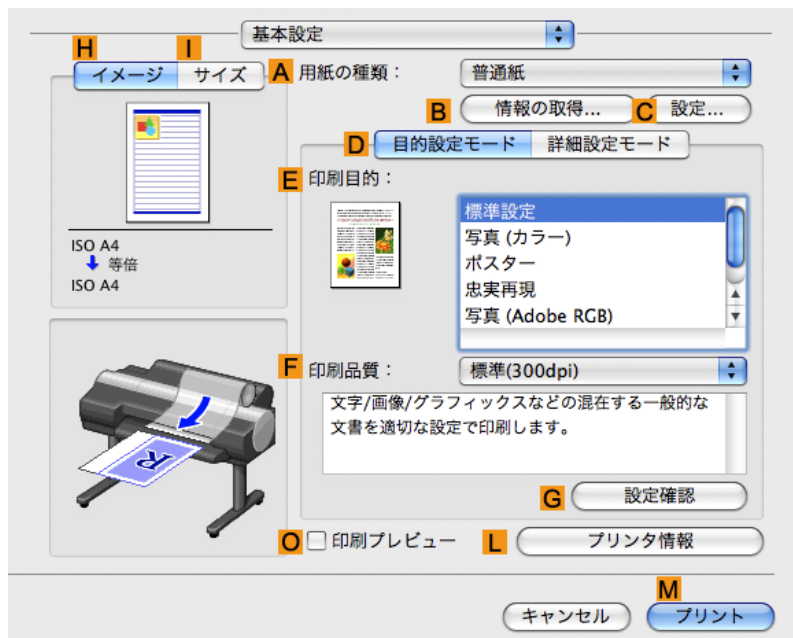 基本設定
H I
イメージ サイズ
A 用紙の種類： 普通紙
B 情報の取得... C 設定...
D 目的設定モード 詳細設定モード
E 印刷目的：
標準設定
写真 (カラー)
ポスター
忠実再現
写真 (Adobe RGB)
ISO A4
等倍
ISO A4
F 印刷品質： 標準(300dpi)
文字/画像/グラフィックスなどの混在する一般的な
文書を適切な設定で印刷します。
R
G 設定確認
O 印刷プレビュー L プリンタ情報
M
キャンセル プリント